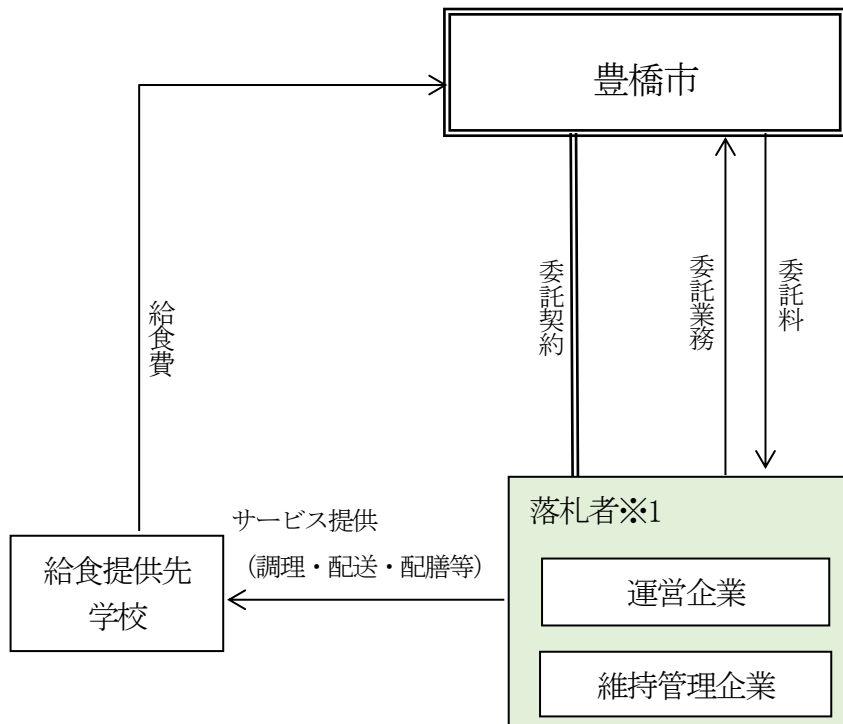 豊橋市
給食費
委託契約
委託業務
委託料
サービス提供
（調理・配送・配膳等）
給食提供先
学校
落札者※1
運営企業
維持管理企業